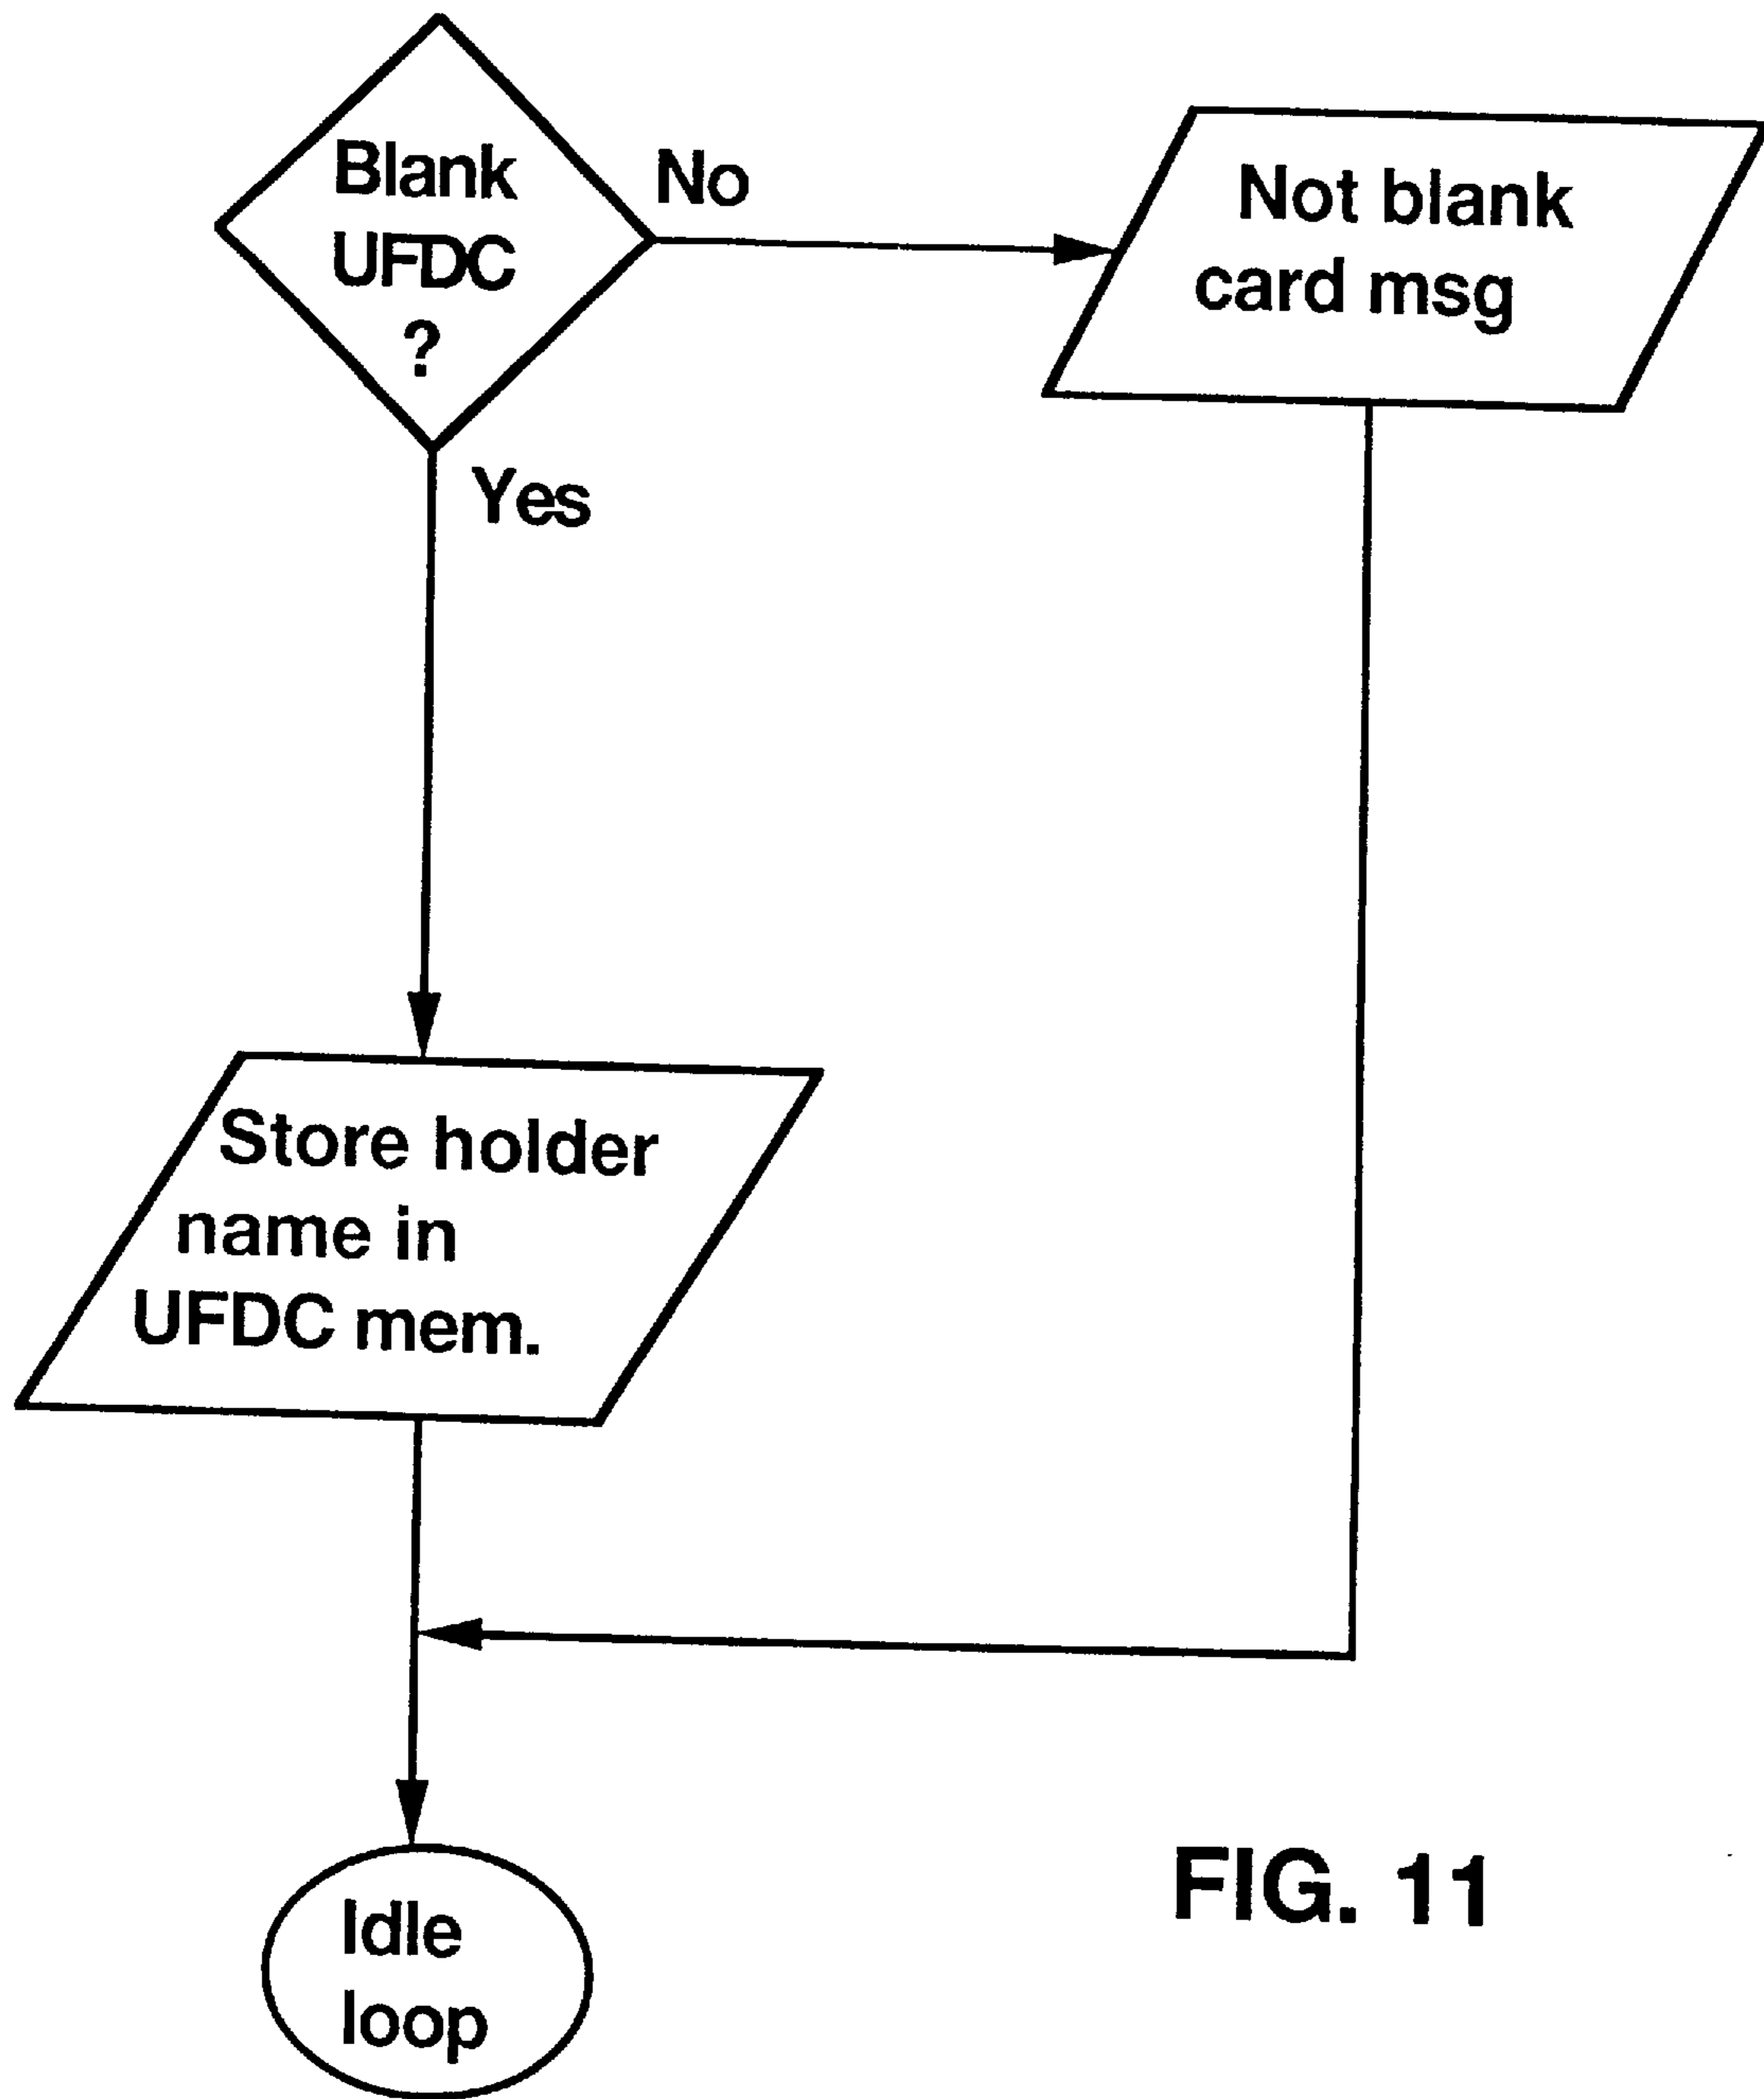 Blank
UFDC
?
No
Not blank
card msg
Yes
Store holder
name in
UFDC mem.
Idle
loop
FIG. 11